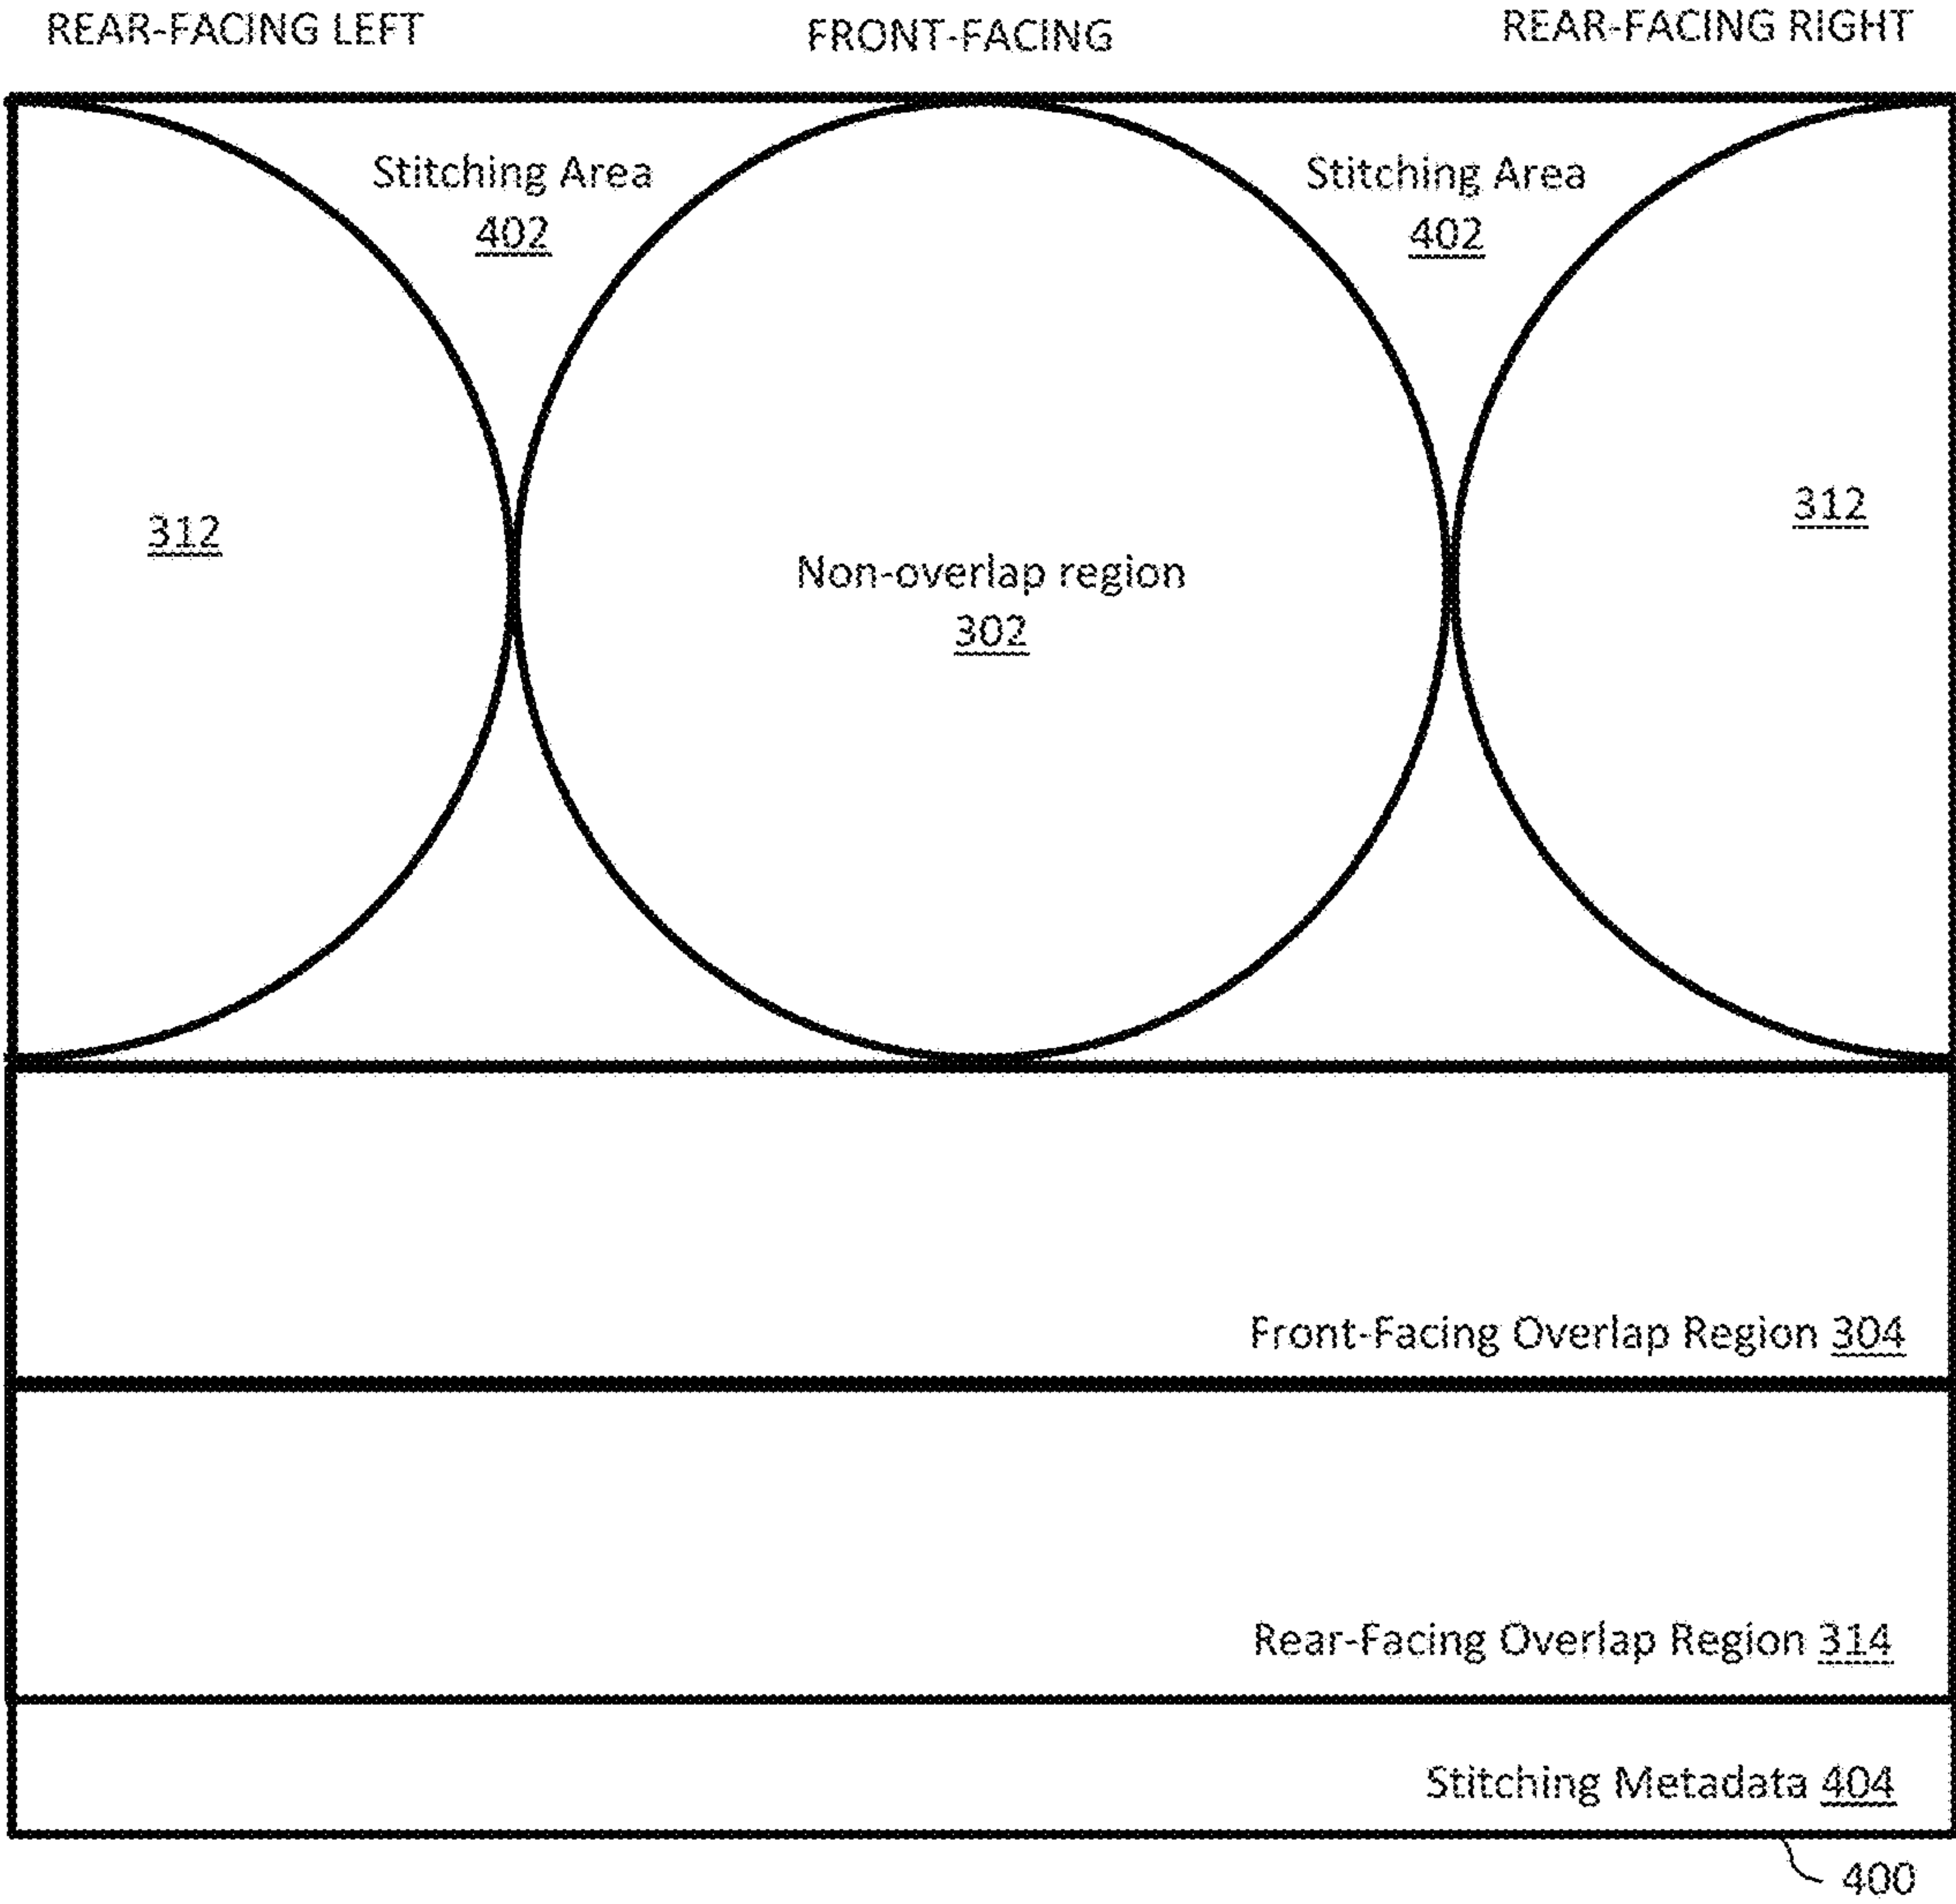 REAR-FACING LEFT
FRONT-FACING
REAR-FACING RIGHT
Stitching Area
402
Stitching Area
402
312
312
Non-overlap region
302
Front-Facing Overlap Region 304
Rear-Facing Overlap Region 314
Stitching Metadata 404
400